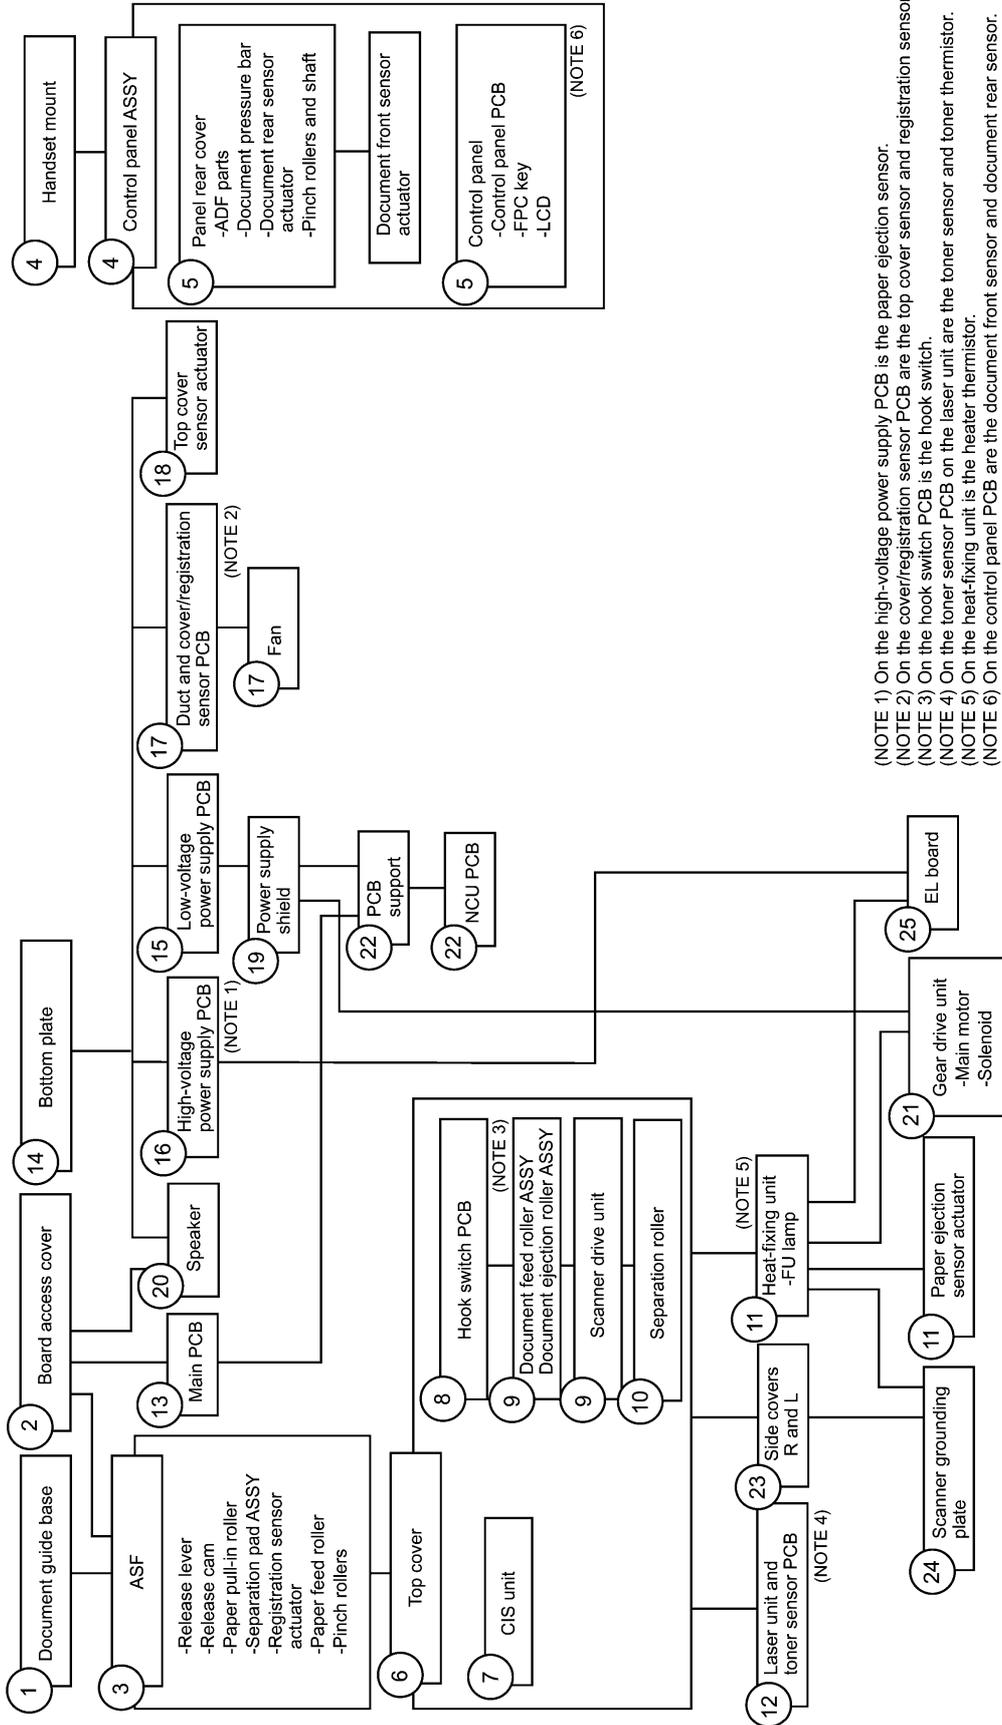 1
Document guide base
2
Board access cover
14
Bottom plate
4
Handset mount
3
ASF
-Release lever
-Release cam
-Paper pull-in roller
-Separation pad ASSY
-Registration sensor
actuator
-Paper feed roller
-Pinch rollers
13
Main PCB
20
Speaker
16
High-voltage
power supply PCB
(NOTE 1)
15
Low-voltage
power supply PCB
17
Duct and cover/registration
sensor PCB
(NOTE 2)
18
Top cover
sensor actuator
4
Control panel ASSY
5
Panel rear cover
-ADF parts
-Document pressure bar
-Document rear sensor
actuator
-Pinch rollers and shaft
Document front sensor
actuator
5
Control panel
-Control panel PCB
-FPC key
-LCD
(NOTE 6)
19
Power supply
shield
17
Fan
22
PCB
support
22
NCU PCB
6
Top cover
7
CIS unit
8
Hook switch PCB
(NOTE 3)
9
Document feed roller ASSY
Document ejection roller ASSY
9
Scanner drive unit
10
Separation roller
12
Laser unit and
toner sensor PCB
(NOTE 4)
23
Side covers
R and L
11
Heat-fixing unit
-FU lamp
(NOTE 5)
24
Scanner grounding
plate
11
Paper ejection
sensor actuator
21
Gear drive unit
-Main motor
-Solenoid
25
EL board
(NOTE 1) On the high-voltage power supply PCB is the paper ejection sensor.
(NOTE 2) On the cover/registration sensor PCB are the top cover sensor and registration sensor
(NOTE 3) On the hook switch PCB is the hook switch.
(NOTE 4) On the toner sensor PCB on the laser unit are the toner sensor and toner thermistor.
(NOTE 5) On the heat-fixing unit is the heater thermistor.
(NOTE 6) On the control panel PCB are the document front sensor and document rear sensor.